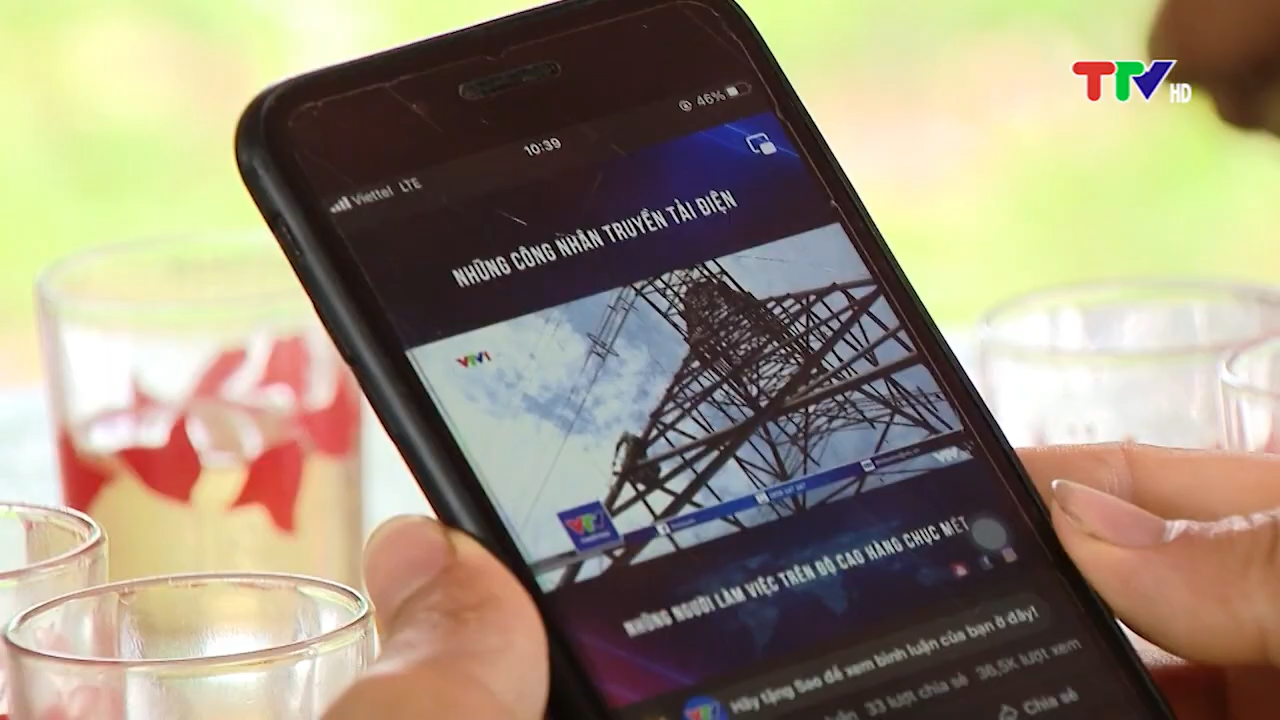 TTV HD
46%
10:39
Viettel LTE
NHỮNG CÔNG NHÂN TRUYỀN TẢI ĐIỆN
VTV1
VTV
NHỮNG NGƯỜI LÀM VIỆC TRÊN ĐỘ CAO HÀNG CHỤC MÉT
Hãy tặng Sao để xem bình luận của bạn ở đây!
33 lượt chia sẻ 36,5K lượt xem
Chia sẻ